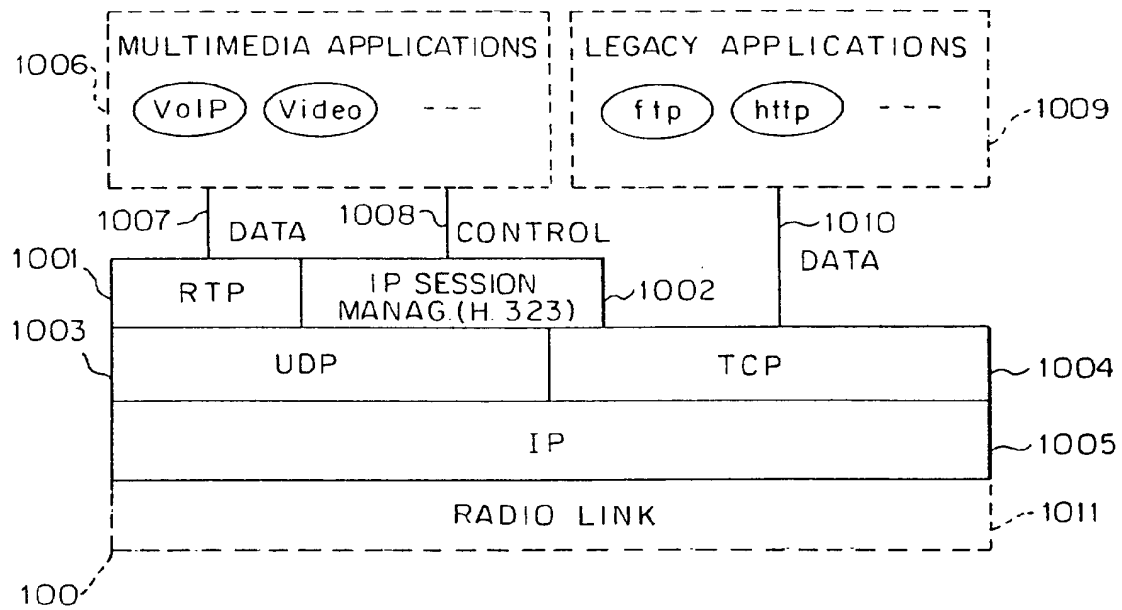 MULTIMEDIA APPLICATIONS
LEGACY APPLICATIONS
1006
VoIP Video ----
ftp http ----
1009
1007
DATA
1008
CONTROL
1010
DATA
1001
RTP
IP SESSION
MANAG.(H. 323)
1002
1003
UDP
TCP
1004
IP
1005
RADIO LINK
1011
100